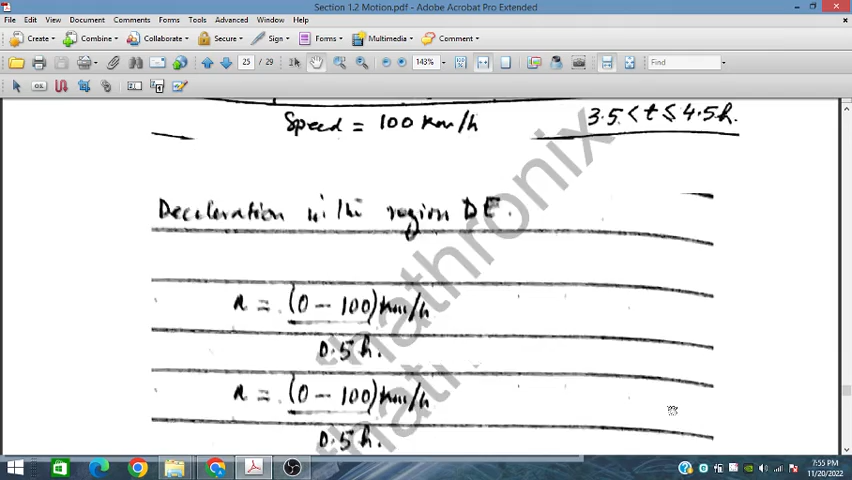 Section 1.2 Motion.pdf - Adobe Acrobat Pro Extended
File Edit View Document Comments Forms Tools Advanced Window Help
Create Combine Collaborate Secure Sign Forms Multimedia Comment
25 / 29 143% Find
Speed = 100 km/h 3.5 < t ≤ 4.5 h.
Deceleration with the region DE.
a = (0 - 100) km/h
0.5 h.
a = (0 - 100) km/h
0.5 h.
mathronix
7:55 PM
11/20/2022